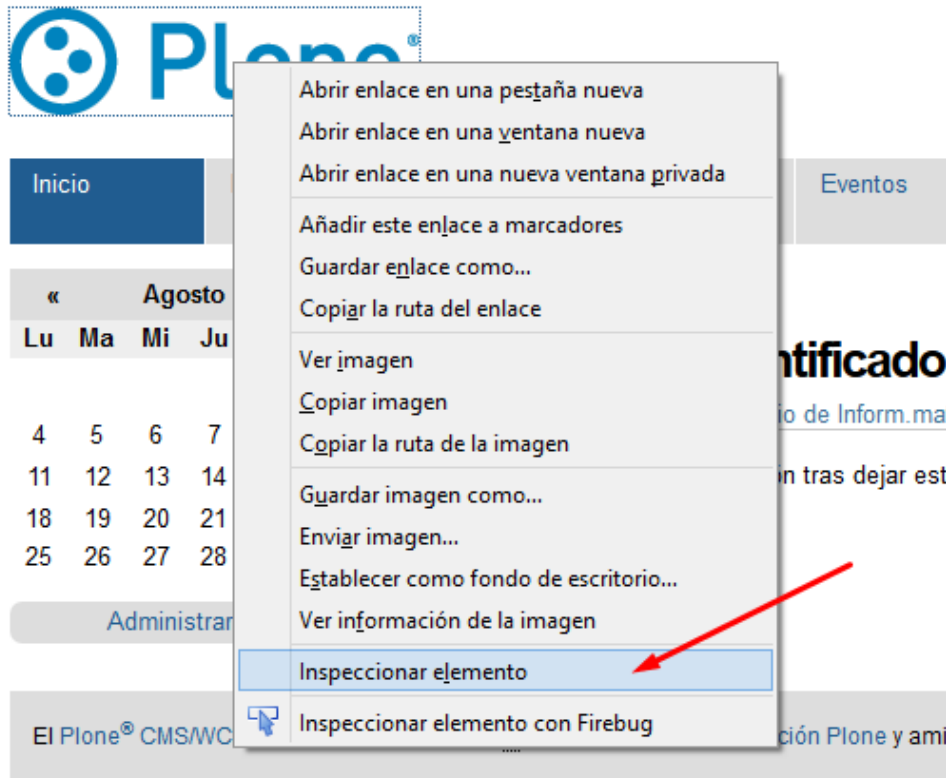 Plone®
Abrir enlace en una pestaña nueva
Abrir enlace en una ventana nueva
Abrir enlace en una nueva ventana privada
Inicio
Eventos
Añadir este enlace a marcadores
Guardar enlace como...
« Agosto
Copiar la ruta del enlace
Lu Ma Mi Ju
Ver imagen
Copiar imagen
io de Inform.ma
4 5 6 7
Copiar la ruta de la imagen
11 12 13 14
tras dejar
Guardar imagen como...
18 19 20 21
Enviar imagen...
25 26 27 28
Establecer como fondo de escritorio...
Administrar
Ver información de la imagen
Inspeccionar elemento
Inspeccionar elemento con Firebug
El Plone® CMS/WC
ción Plone y ami